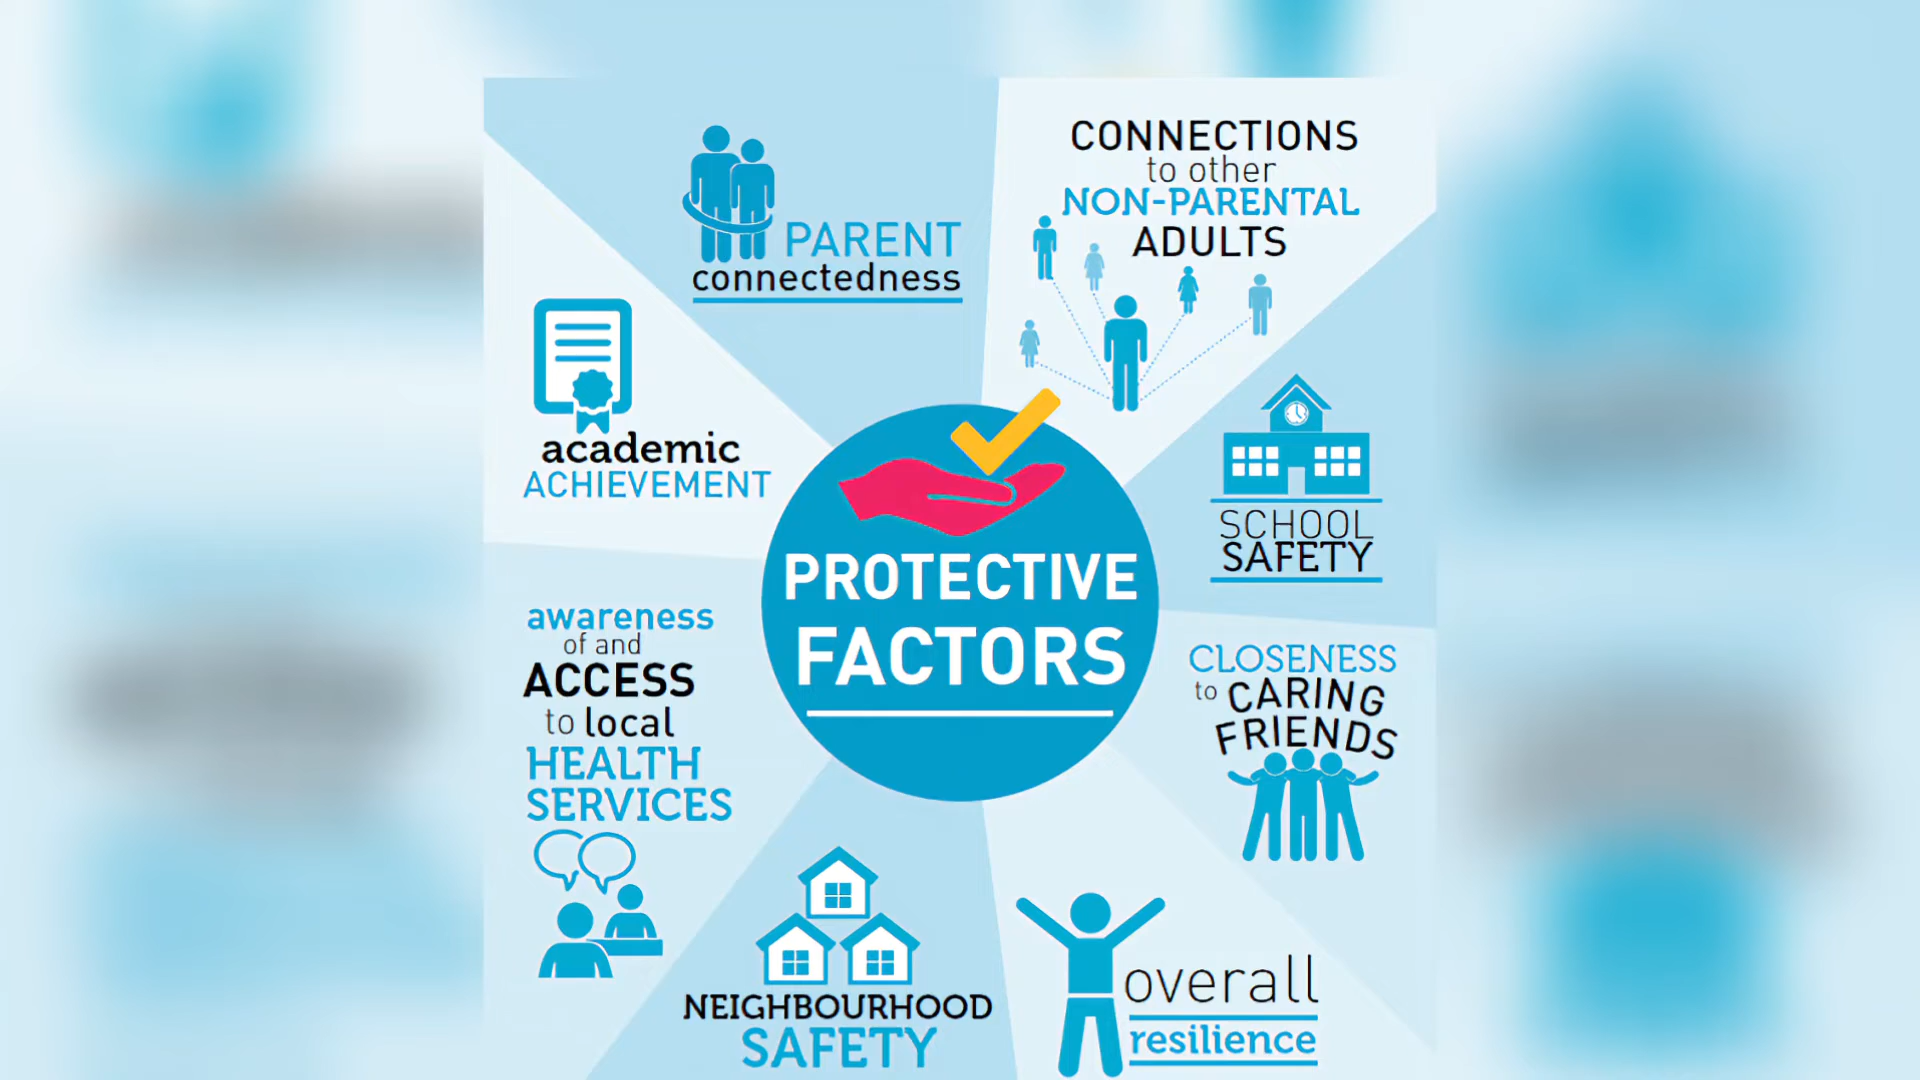 PROTECTIVE
FACTORS
PARENT
connectedness
CONNECTIONS
to other
NON-PARENTAL
ADULTS
SCHOOL
SAFETY
CLOSENESS
to CARING
FRIENDS
overall
resilience
NEIGHBOURHOOD
SAFETY
awareness
of and
ACCESS
to local
HEALTH
SERVICES
academic
ACHIEVEMENT